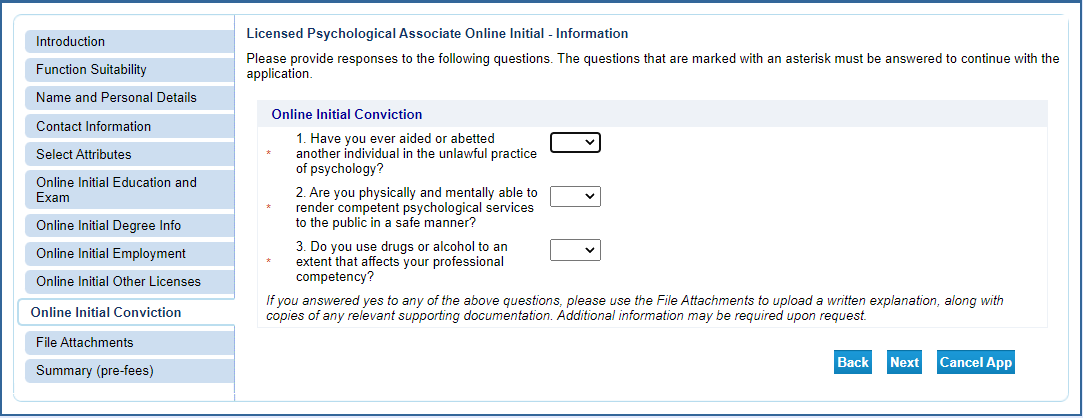 Introduction
Function Suitability
Name and Personal Details
Contact Information
Select Attributes
Online Initial Education and
Exam
Online Initial Degree Info
Online Initial Employment
Online Initial Other Licenses
Online Initial Conviction
File Attachments
Summary (pre-fees)
Licensed Psychological Associate Online Initial - Information
Please provide responses to the following questions. The questions that are marked with an asterisk must be answered to continue with the
application.
Online Initial Conviction
1. Have you ever aided or abetted
* another individual in the unlawful practice
of psychology?
2. Are you physically and mentally able to
* render competent psychological services
to the public in a safe manner?
3. Do you use drugs or alcohol to an
* extent that affects your professional
competency?
If you answered yes to any of the above questions, please use the File Attachments to upload a written explanation, along with
copies of any relevant supporting documentation. Additional information may be required upon request.
Back Next Cancel App